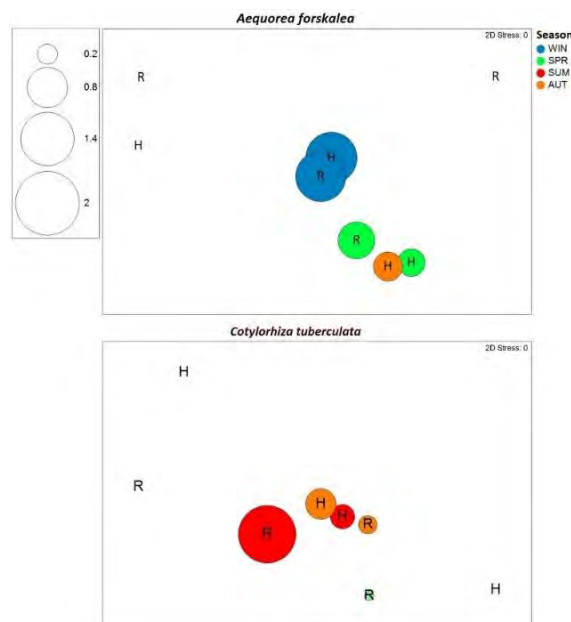 Aequorea forskalea
2D Stress: 0
Season
WIN
SPR
SUM
AUT
0.2
0.8
1.4
2
R
R
H
H
R
R
H
H
Cotylorhiza tuberculata
2D Stress: 0
H
R
H
H
R
R
R
H